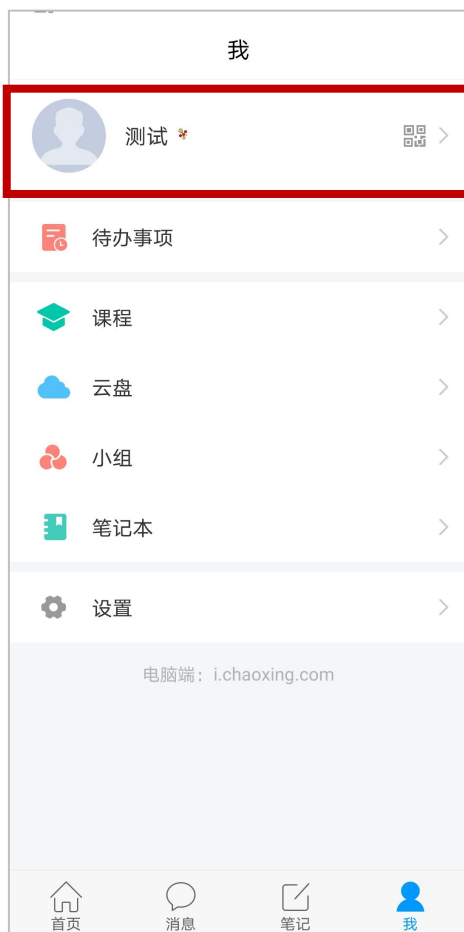 我
测试
待办事项
课程
云盘
小组
笔记本
设置
电脑端：i.chaoxing.com
首页
消息
笔记
我